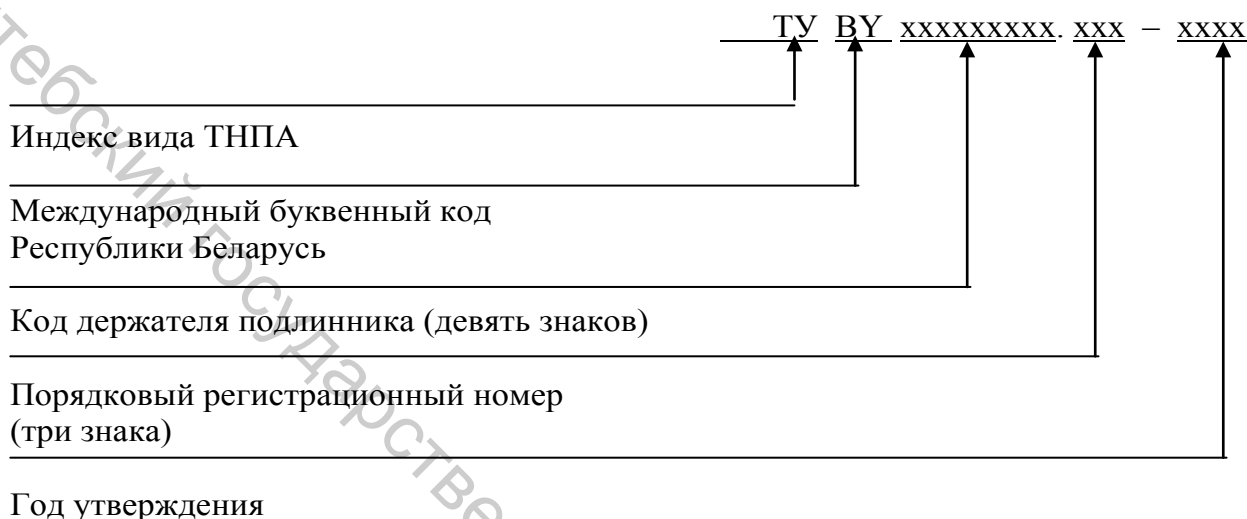 ТУ BY xxxxxxxxx. xxx – xxxx
Индекс вида ТНПА
Международный буквенный код
Республики Беларусь
Код держателя подлинника (девять знаков)
Порядковый регистрационный номер
(три знака)
Год утверждения